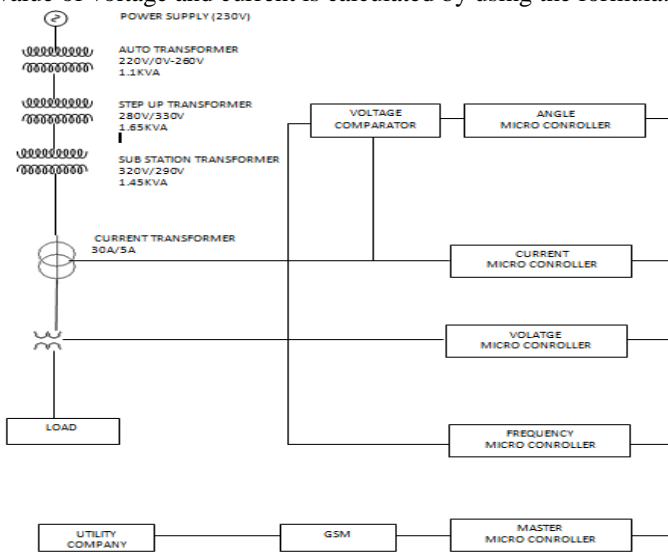 value of voltage and current is calculated by using the formula.
POWER SUPPLY (230V)
AUTO TRANSFORMER
220V/0V-260V
1.1KVA
STEP UP TRANSFORMER
280V/330V
1.65KVA
SUB STATION TRANSFORMER
320V/290V
1.45KVA
CURRENT TRANSFORMER
30A/5A
LOAD
VOLTAGE
COMPARATOR
ANGLE
MICRO CONROLLER
CURRENT
MICRO CONROLLER
VOLATGE
MICRO CONROLLER
FREQUENCY
MICRO CONROLLER
UTILITY
COMPANY
GSM
MASTER
MICRO CONROLLER